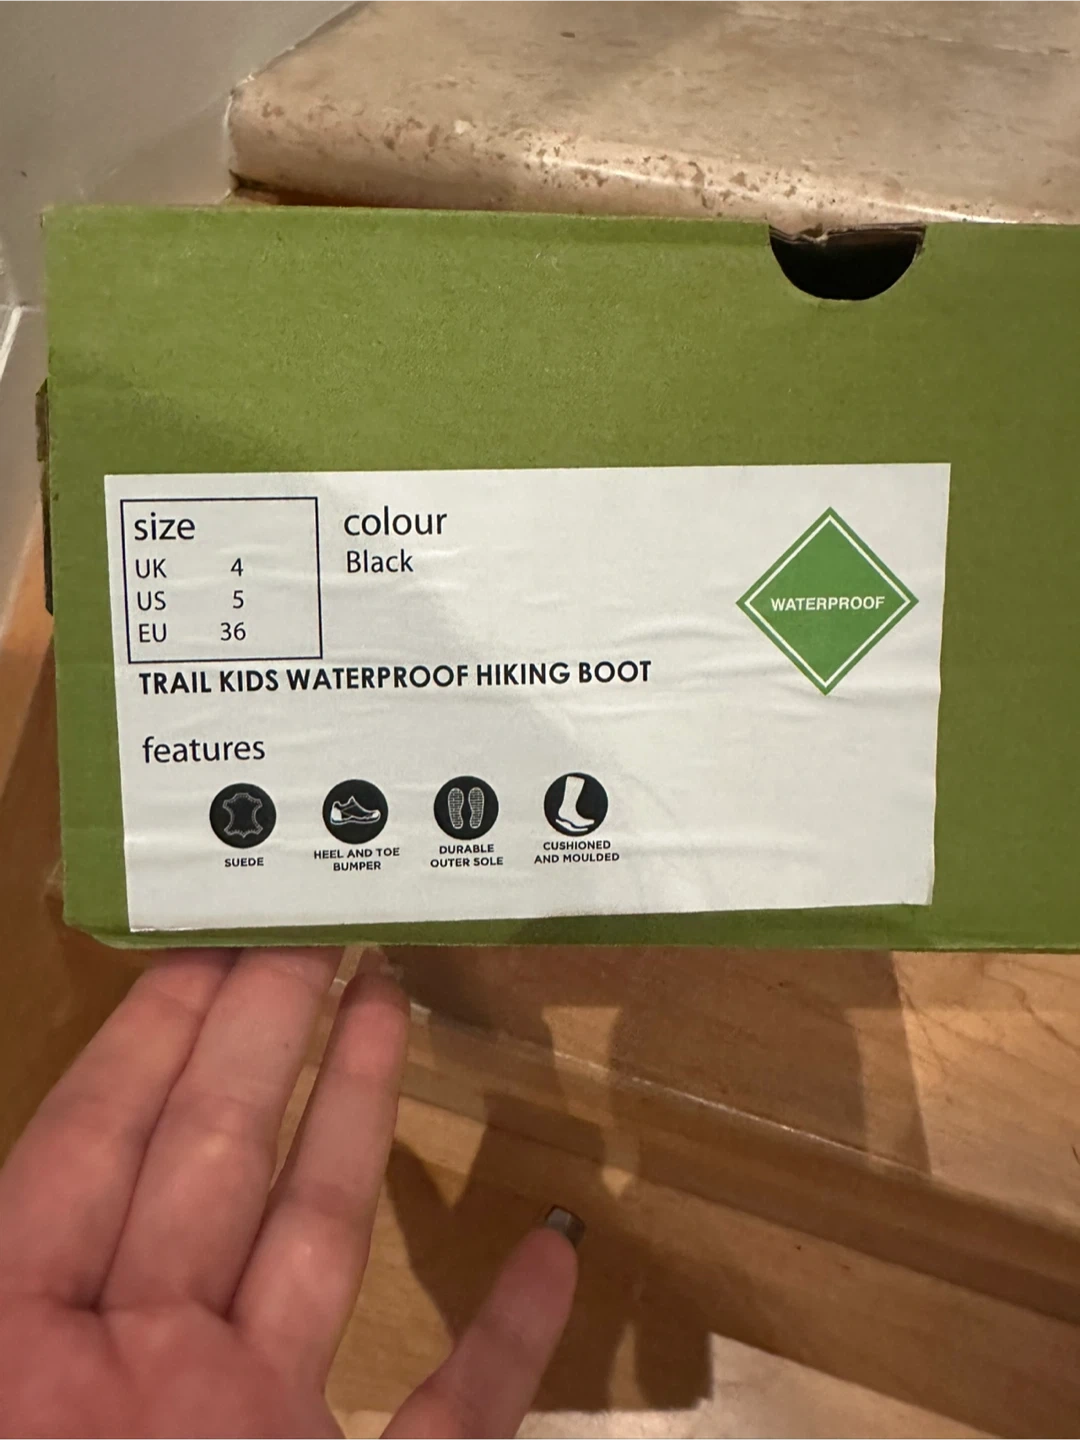 size
UK 4
US 5
EU 36
colour
Black
WATERPROOF
TRAIL KIDS WATERPROOF HIKING BOOT
features
SUEDE
HEEL AND TOE
BUMPER
DURABLE
OUTER SOLE
CUSHIONED
AND MOULDED